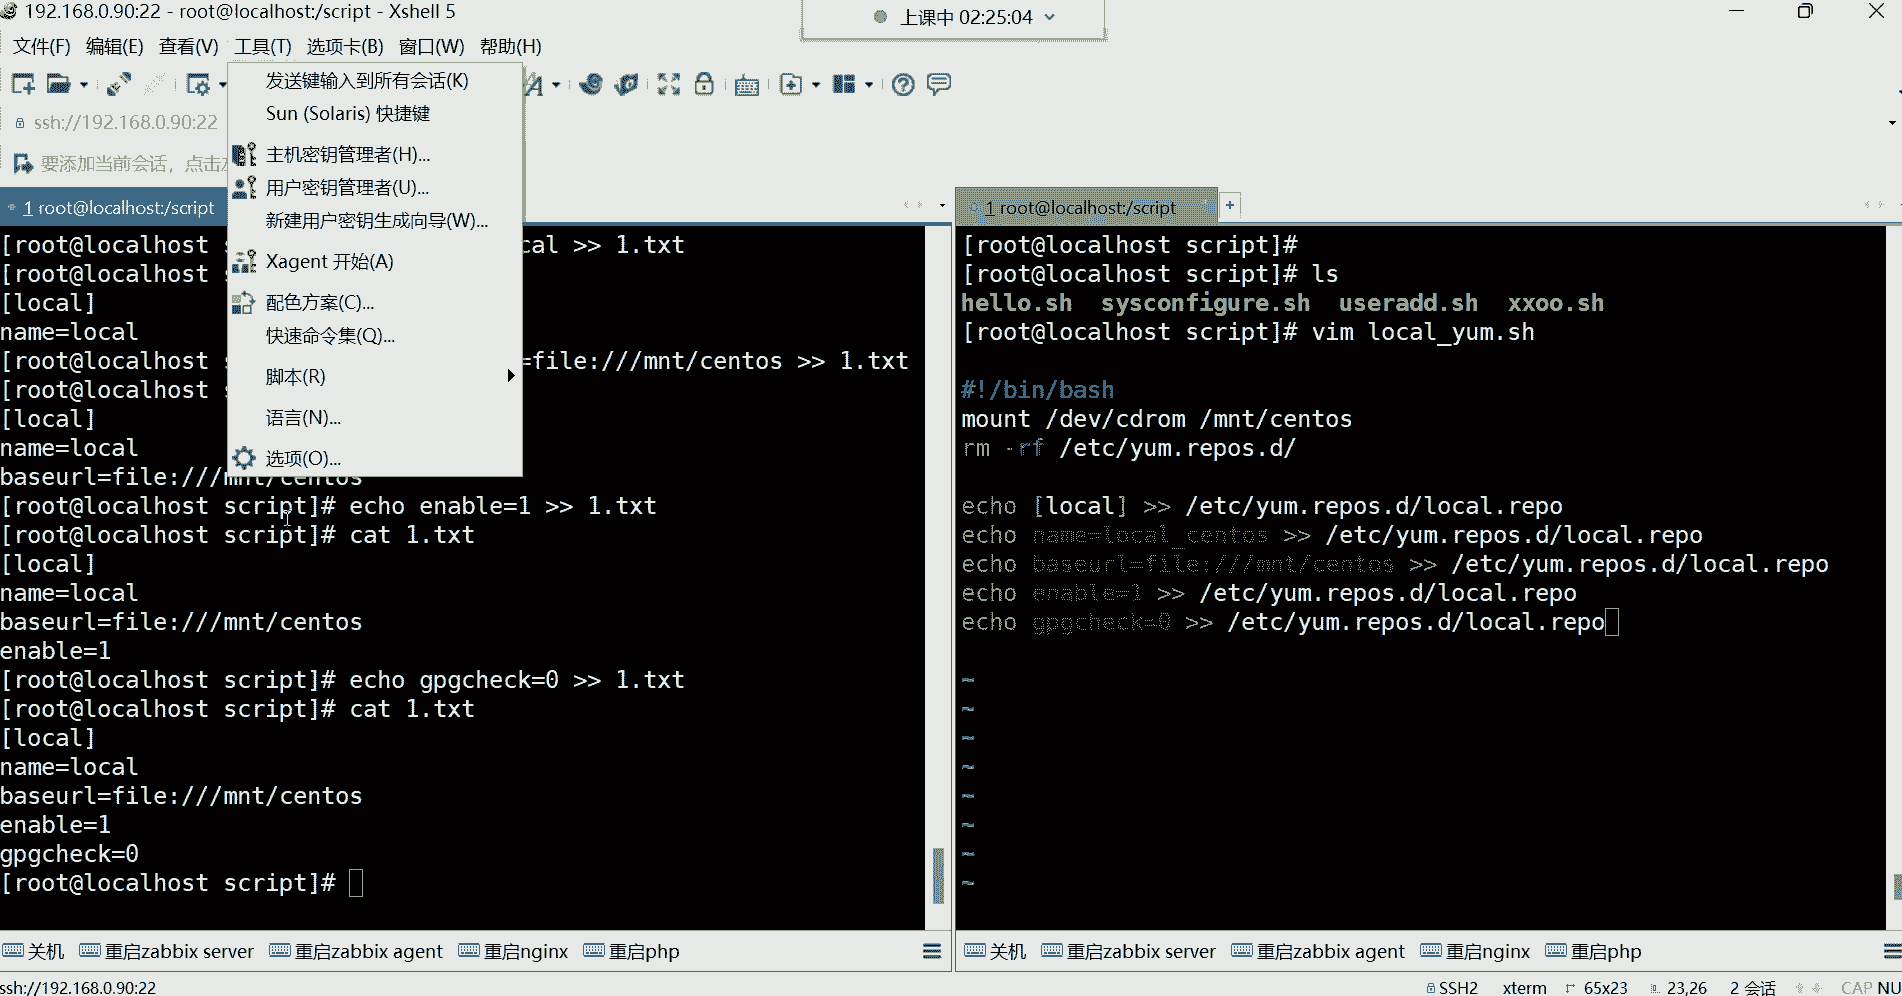 192.168.0.90:22 - root@localhost:/script - Xshell 5
上课中 02:25:04
文件(F) 编辑(E) 查看(V) 工具(T) 选项卡(B) 窗口(W) 帮助(H)
ssh://192.168.0.90:22
要添加当前会话，点击
发送键输入到所有会话(K)
Sun (Solaris) 快捷键
主机密钥管理者(H)...
用户密钥管理者(U)...
新建用户密钥生成向导(W)...
Xagent 开始(A)
配色方案(C)...
快速命令集(Q)...
脚本(R)
语言(N)...
选项(O)...
1 root@localhost:/script
[root@localhost cal >> 1.txt
[root@localhost
[local]
name=local
[root@localhost =file:///mnt/centos >> 1.txt
[root@localhost
[local]
name=local
baseurl=file:///mnt/centos
[root@localhost script]# echo enable=1 >> 1.txt
[root@localhost script]# cat 1.txt
[local]
name=local
baseurl=file:///mnt/centos
enable=1
[root@localhost script]# echo gpgcheck=0 >> 1.txt
[root@localhost script]# cat 1.txt
[local]
name=local
baseurl=file:///mnt/centos
enable=1
gpgcheck=0
[root@localhost script]#
1 root@localhost:/script +
[root@localhost script]#
[root@localhost script]# ls
hello.sh sysconfigure.sh useradd.sh xxoo.sh
[root@localhost script]# vim local_yum.sh
#!/bin/bash
mount /dev/cdrom /mnt/centos
rm -rf /etc/yum.repos.d/
echo [local] >> /etc/yum.repos.d/local.repo
echo name=local_centos >> /etc/yum.repos.d/local.repo
echo baseurl=file:///mnt/centos >> /etc/yum.repos.d/local.repo
echo enable=1 >> /etc/yum.repos.d/local.repo
echo gpgcheck=0 >> /etc/yum.repos.d/local.repo
~
~
~
~
~
~
~
~
关机 重启zabbix server 重启zabbix agent 重启nginx 重启php
关机 重启zabbix server 重启zabbix agent 重启nginx 重启php
ssh://192.168.0.90:22
SSH2 xterm 65x23 23,26 2 会话 CAP NU